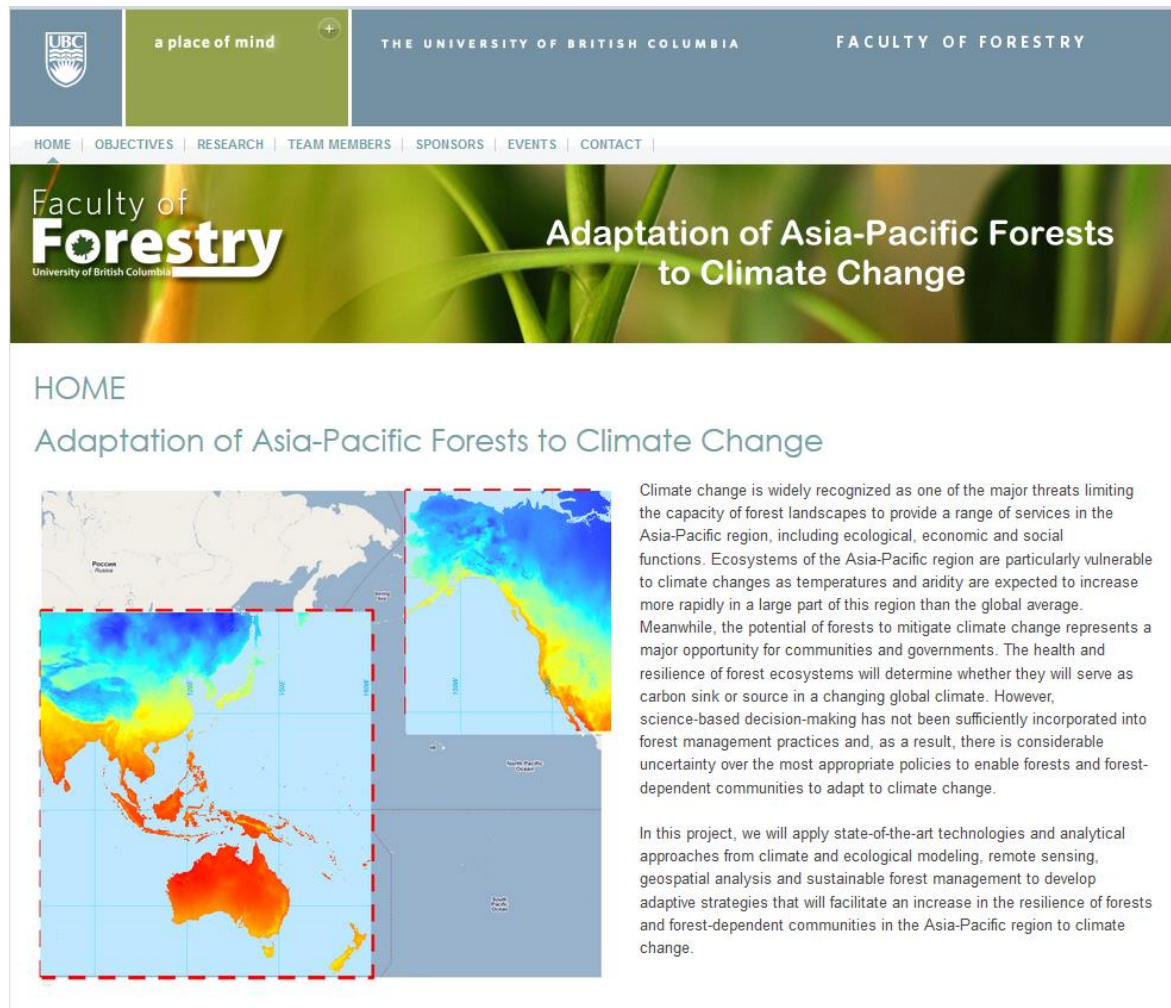 UBC
a place of mind
THE UNIVERSITY OF BRITISH COLUMBIA
FACULTY OF FORESTRY
HOME | OBJECTIVES | RESEARCH | TEAM MEMBERS | SPONSORS | EVENTS | CONTACT |
Faculty of
Forestry
University of British Columbia
Adaptation of Asia-Pacific Forests
to Climate Change
HOME
Adaptation of Asia-Pacific Forests to Climate Change
Россия
Russia
Bering
Sea
120E
150E
150W
North Pacific
Ocean
South
Pacific
Ocean
Climate change is widely recognized as one of the major threats limiting
the capacity of forest landscapes to provide a range of services in the
Asia-Pacific region, including ecological, economic and social
functions. Ecosystems of the Asia-Pacific region are particularly vulnerable
to climate changes as temperatures and aridity are expected to increase
more rapidly in a large part of this region than the global average.
Meanwhile, the potential of forests to mitigate climate change represents a
major opportunity for communities and governments. The health and
resilience of forest ecosystems will determine whether they will serve as
carbon sink or source in a changing global climate. However,
science-based decision-making has not been sufficiently incorporated into
forest management practices and, as a result, there is considerable
uncertainty over the most appropriate policies to enable forests and forest-
dependent communities to adapt to climate change.
In this project, we will apply state-of-the-art technologies and analytical
approaches from climate and ecological modeling, remote sensing,
geospatial analysis and sustainable forest management to develop
adaptive strategies that will facilitate an increase in the resilience of forests
and forest-dependent communities in the Asia-Pacific region to climate
change.